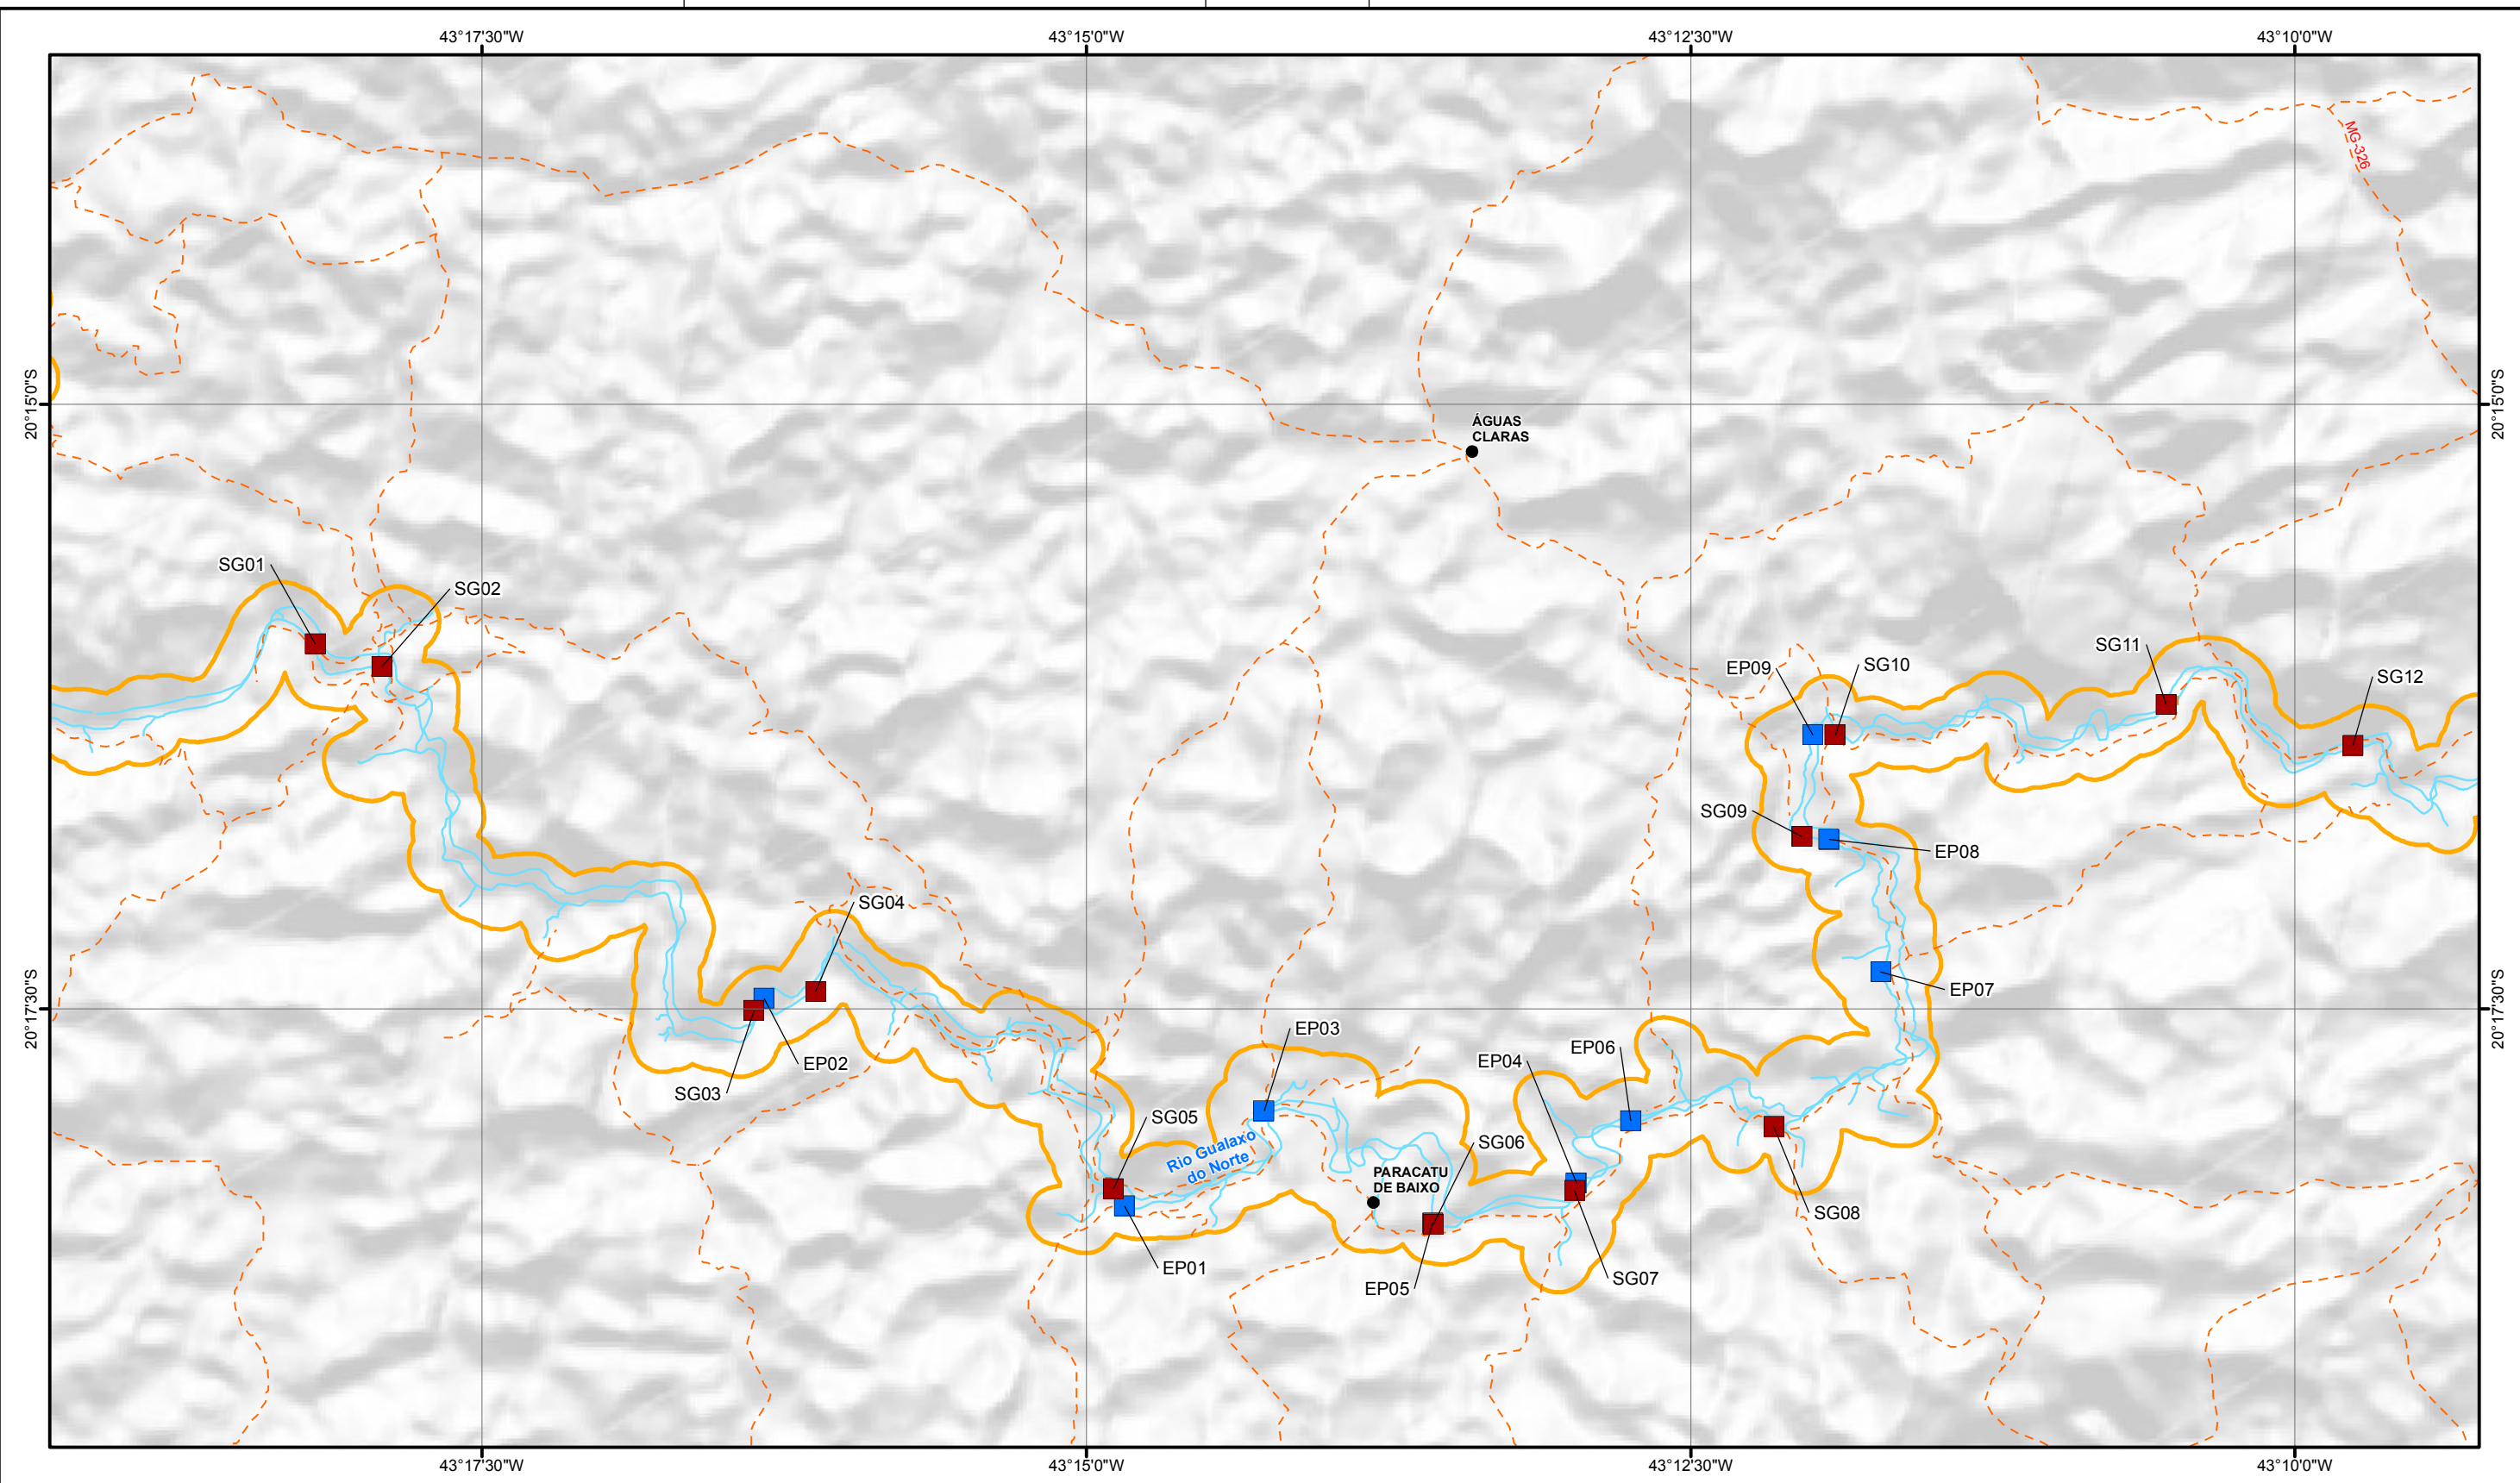 43°17'30"W
43°15'0"W
43°12'30"W
43°10'0"W
MG-326
20°15'0"S
20°15'0"S
ÁGUAS
CLARAS
SG01
SG02
SG11
EP09
SG10
SG12
SG09
EP08
SG04
20°17'30"S
20°17'30"S
EP07
EP03
EP06
EP04
EP02
SG03
SG05
SG06
Rio Gualaxo
do Norte
PARACATU
DE BAIXO
SG08
EP01
SG07
EP05
43°17'30"W
43°15'0"W
43°12'30"W
43°10'0"W